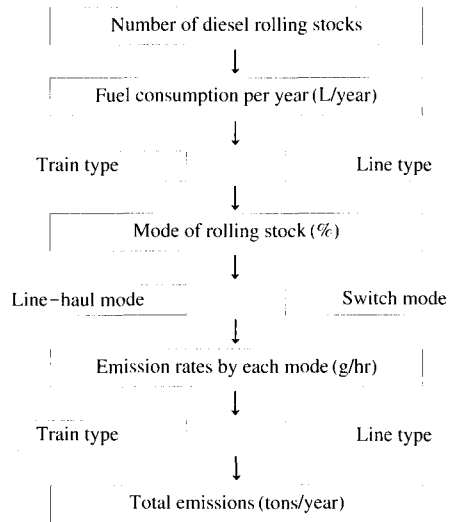 Number of diesel rolling stocks
Fuel consumption per year (L/year)
Train type
Line type
Mode of rolling stock (%)
Line-haul mode
Switch mode
Emission rates by each mode (g/hr)
Train type
Line type
Total emissions (tons/year)